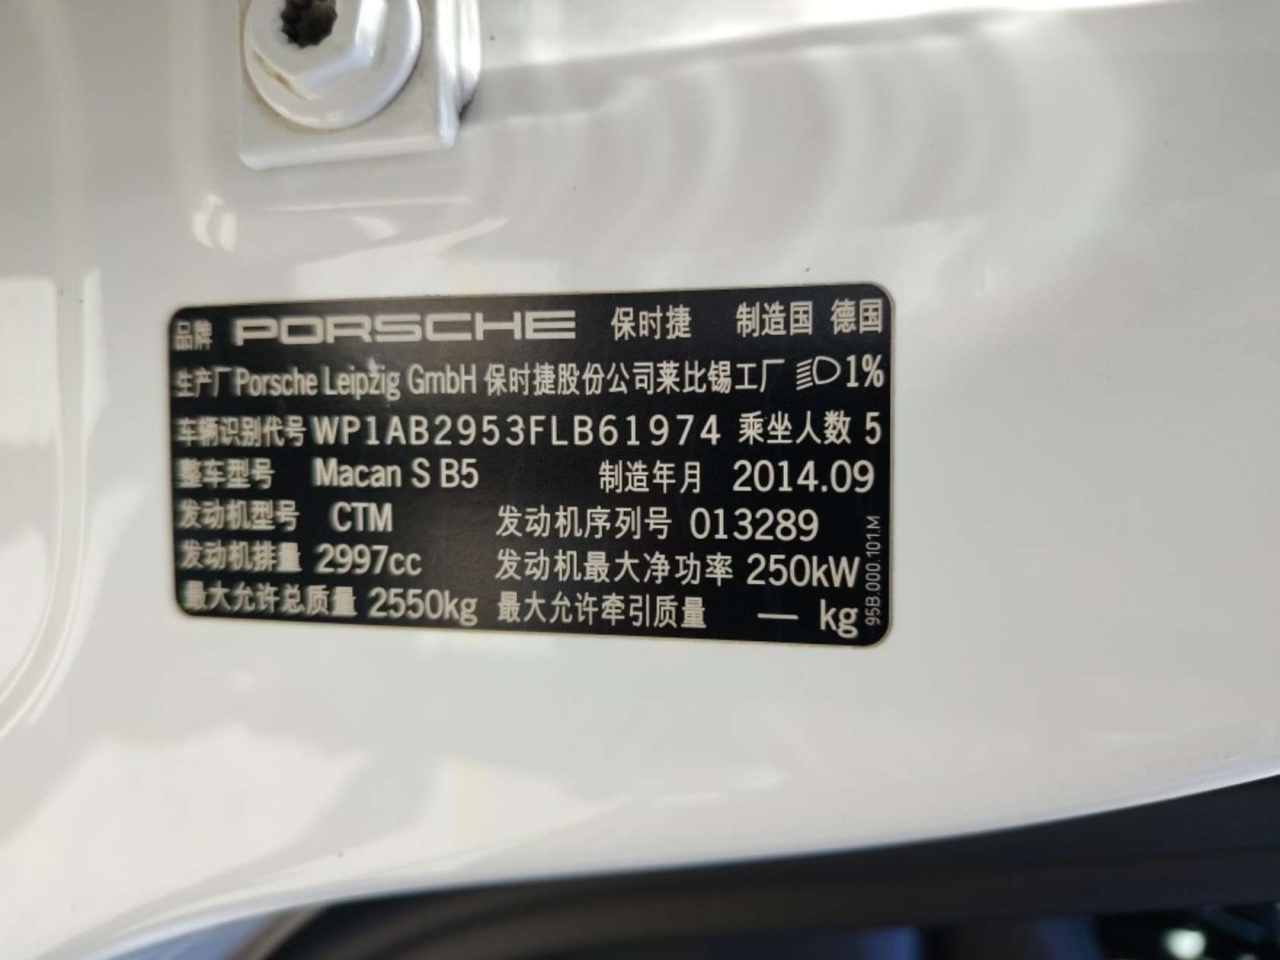 品牌 PORSCHE 保时捷 制造国 德国
生产厂 Porsche Leipzig GmbH 保时捷股份公司莱比锡工厂 1%
车辆识别代号 WP1AB2953FLB61974 乘坐人数 5
整车型号 Macan S B5 制造年月 2014.09
发动机型号 CTM 发动机序列号 013289
发动机排量 2997cc 发动机最大净功率 250kW
最大允许总质量 2550kg 最大允许牵引质量 — kg
95B.000.101.M